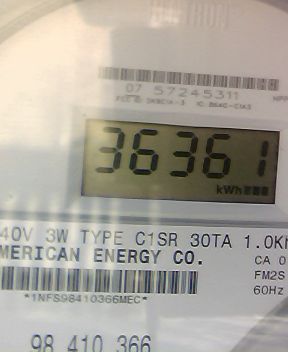 07 57245311
36361
kWh
40V 3W TYPE C1SR 30TA 1.0Kh
MERICAN ENERGY CO.
CA 0
FM2S
60Hz
*1NFS98410366MEC*
98 410 366